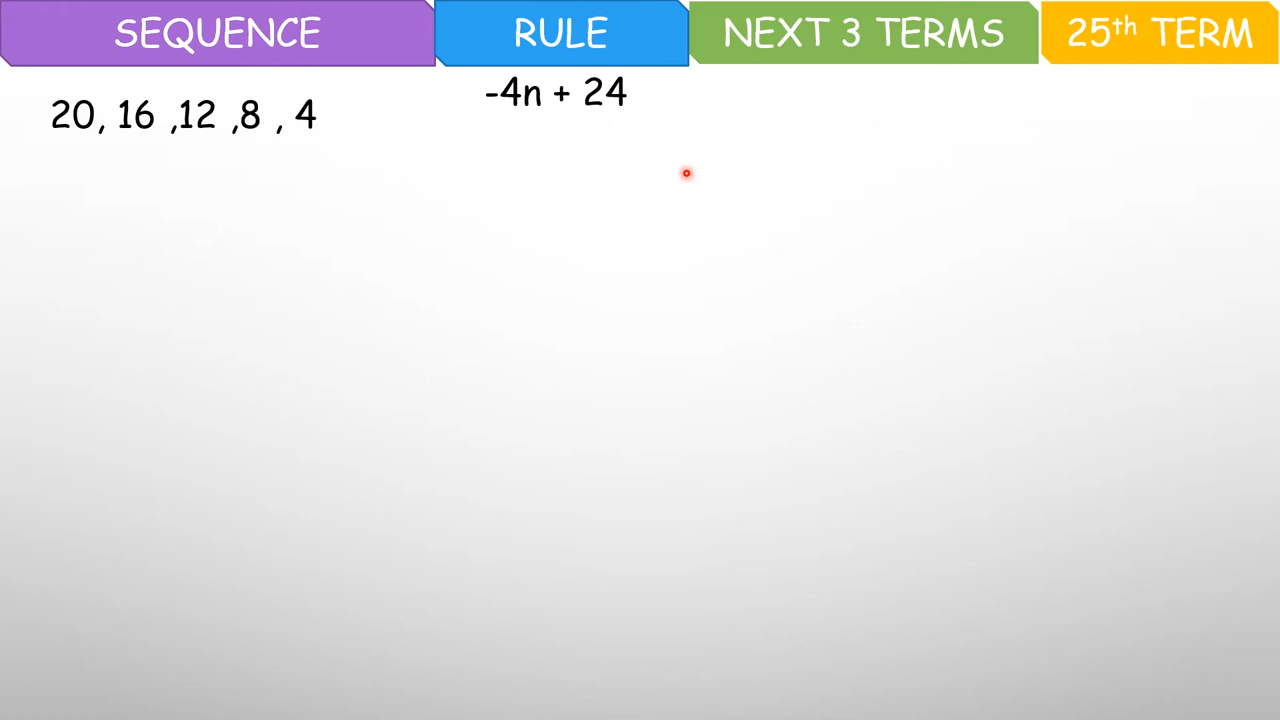 SEQUENCE
RULE
NEXT 3 TERMS
25th TERM
20, 16 ,12 ,8 , 4
-4n + 24